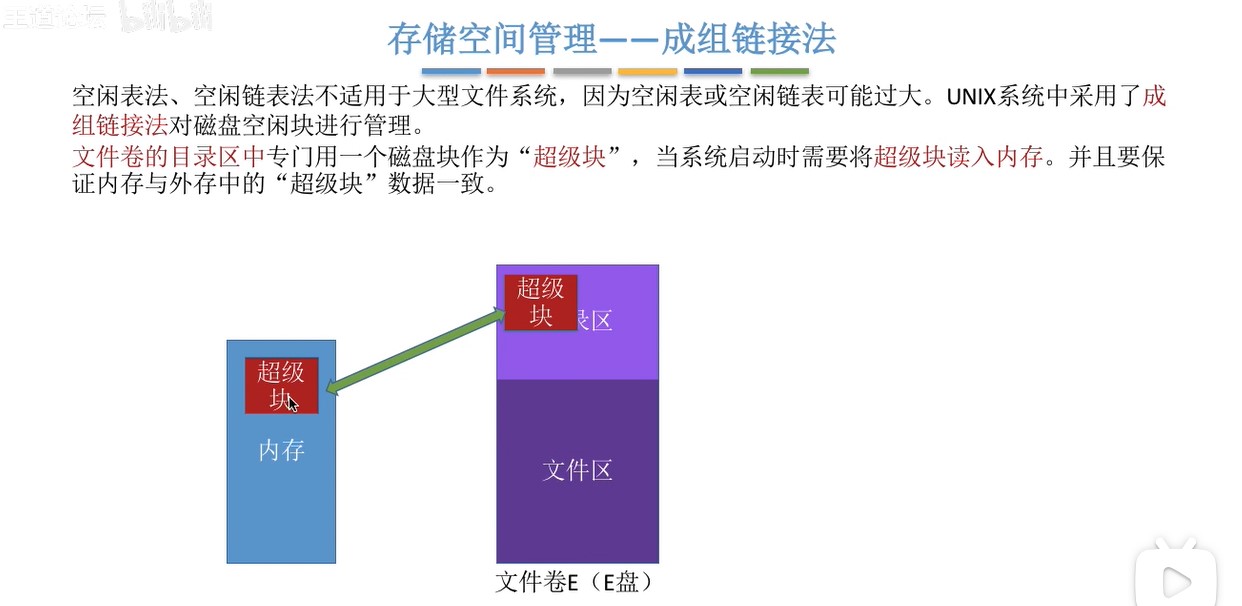 王道论坛 bilibili
存储空间管理——成组链接法
空闲表法、空闲链表法不适用于大型文件系统，因为空闲表或空闲链表可能过大。UNIX系统中采用了成
组链接法对磁盘空闲块进行管理。
文件卷的目录区中专门用一个磁盘块作为“超级块”，当系统启动时需要将超级块读入内存。并且要保
证内存与外存中的“超级块”数据一致。
超级
块
录区
超级
块
内存
文件区
文件卷E（E盘）